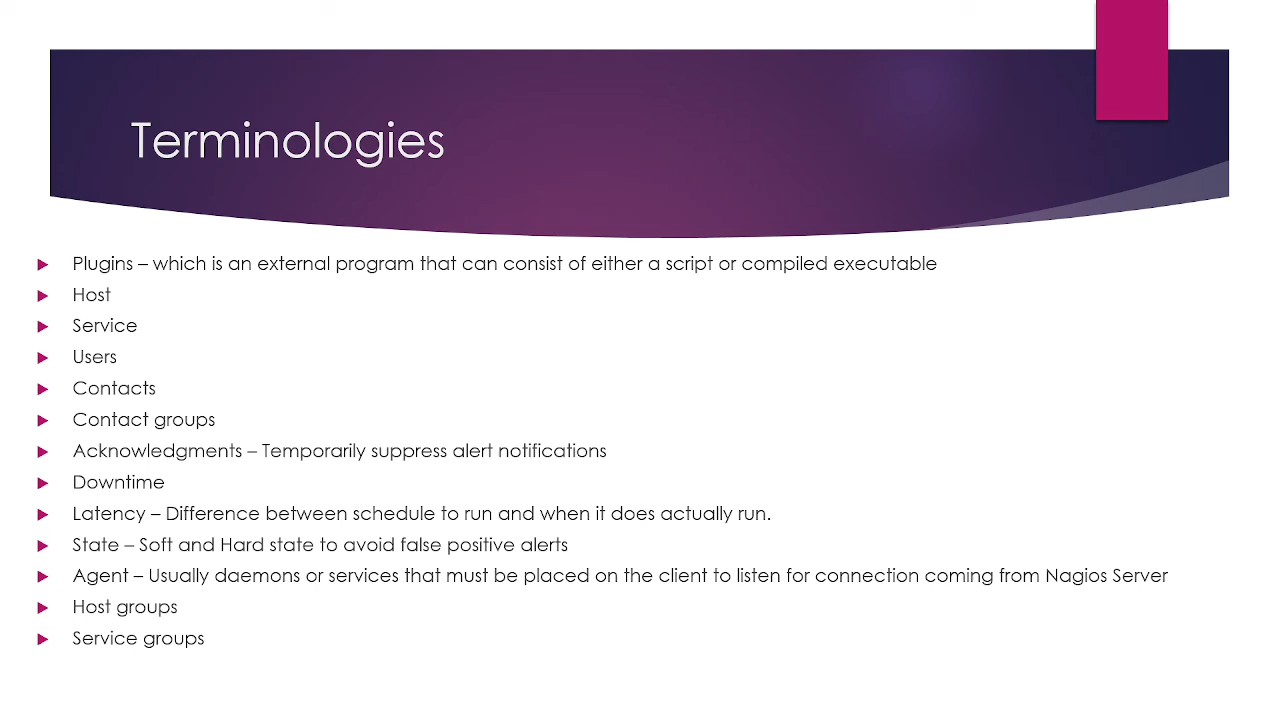 Terminologies
Plugins – which is an external program that can consist of either a script or compiled executable
Host
Service
Users
Contacts
Contact groups
Acknowledgments – Temporarily suppress alert notifications
Downtime
Latency – Difference between schedule to run and when it does actually run.
State – Soft and Hard state to avoid false positive alerts
Agent – Usually daemons or services that must be placed on the client to listen for connection coming from Nagios Server
Host groups
Service groups